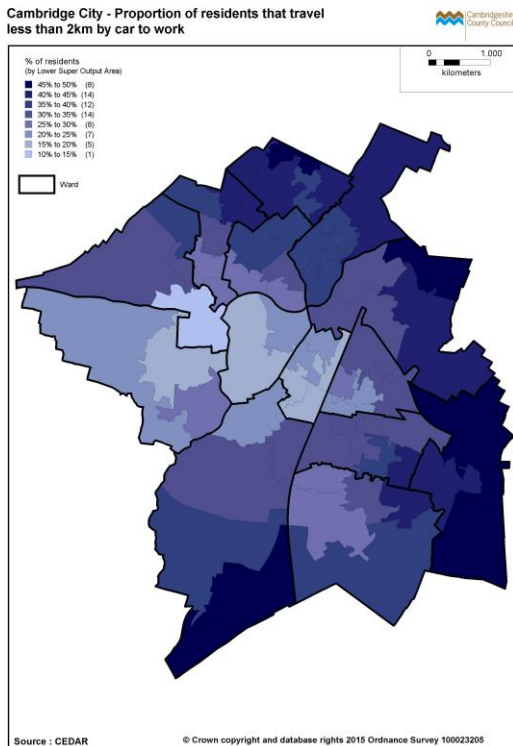 Cambridge City - Proportion of residents that travel
less than 2km by car to work
Cambridgeshire
County Council
% of residents
(by Lower Super Output Area)
45% to 50% (8)
40% to 45% (14)
35% to 40% (12)
30% to 35% (14)
25% to 30% (8)
20% to 25% (7)
15% to 20% (5)
10% to 15% (1)
Ward
0 1,000
kilometers
Source : CEDAR
© Crown copyright and database rights 2015 Ordnance Survey 100023205